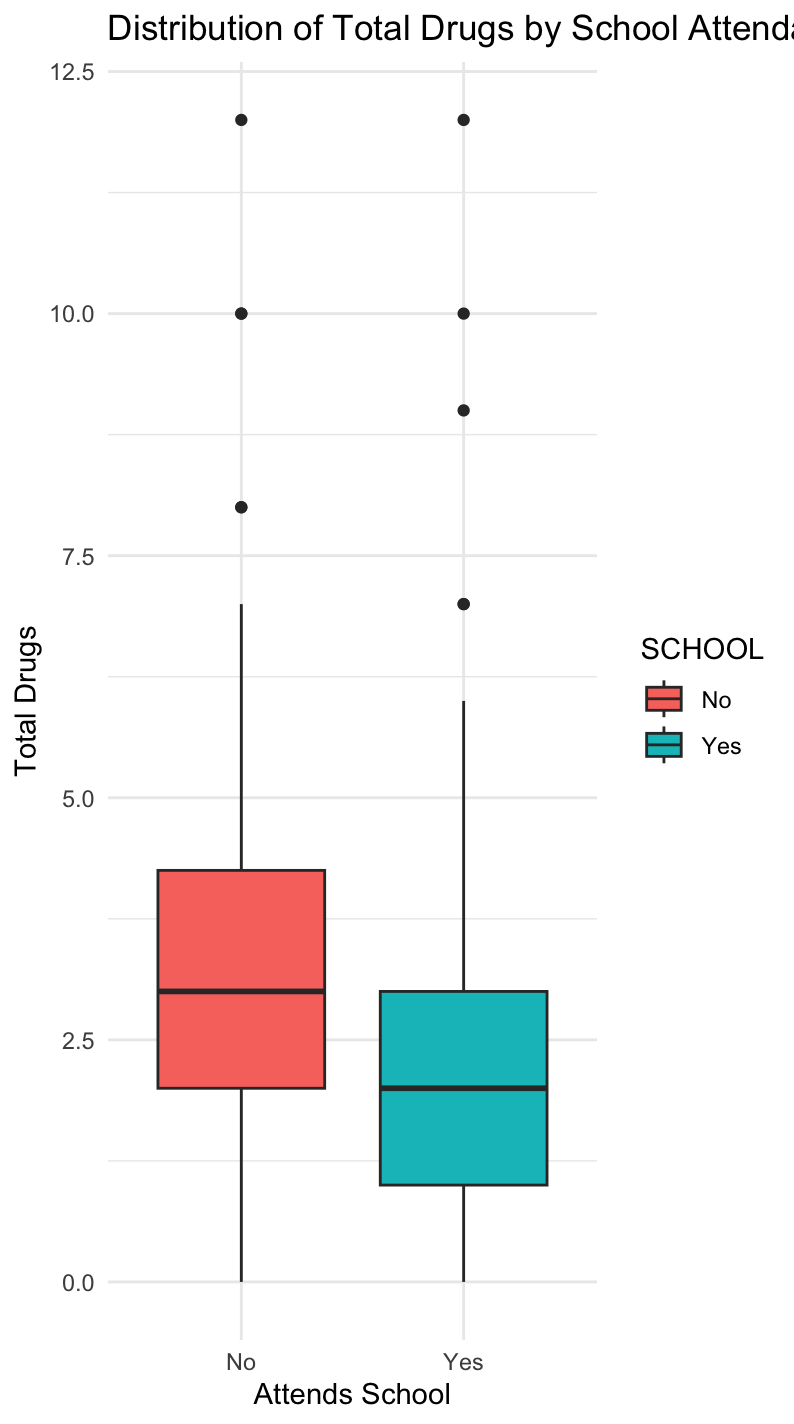 Distribution of Total Drugs by School Attend
12.5
10.0
7.5
5.0
2.5
0.0
Total Drugs
No
Yes
Attends School
SCHOOL
No
Yes